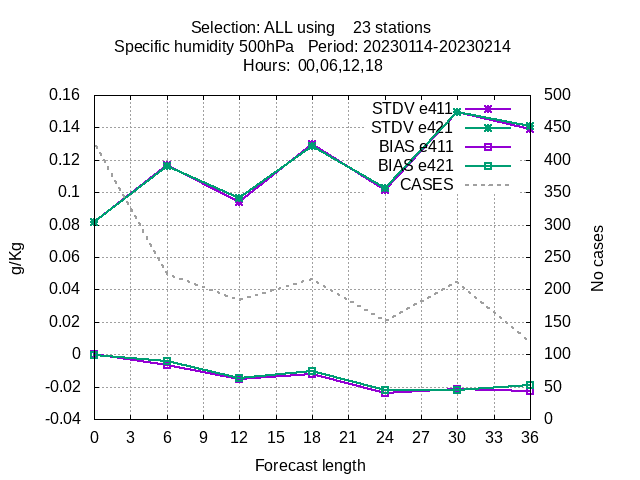 Selection: ALL using    23 stations
Specific humidity 500hPa   Period: 20230114-20230214
Hours:  00,06,12,18
0.16
0.14
0.12
0.1
0.08
0.06
0.04
0.02
0
-0.02
-0.04
g/Kg
STDV e411
STDV e421
BIAS e411
BIAS e421
CASES
500
450
400
350
300
250
200
150
100
50
0
No cases
0 3 6 9 12 15 18 21 24 27 30 33 36
Forecast length